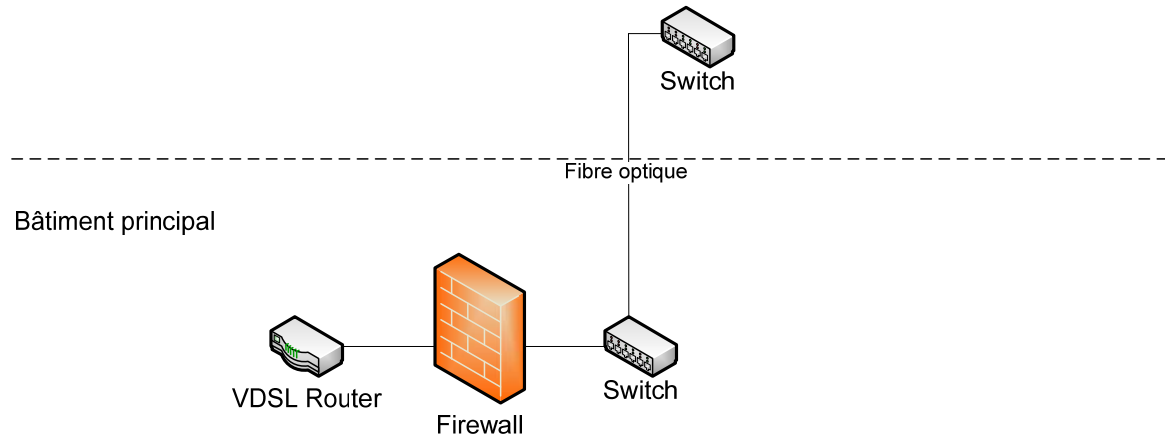 Switch
Fibre optique
Bâtiment principal
VDSL Router
Switch
Firewall